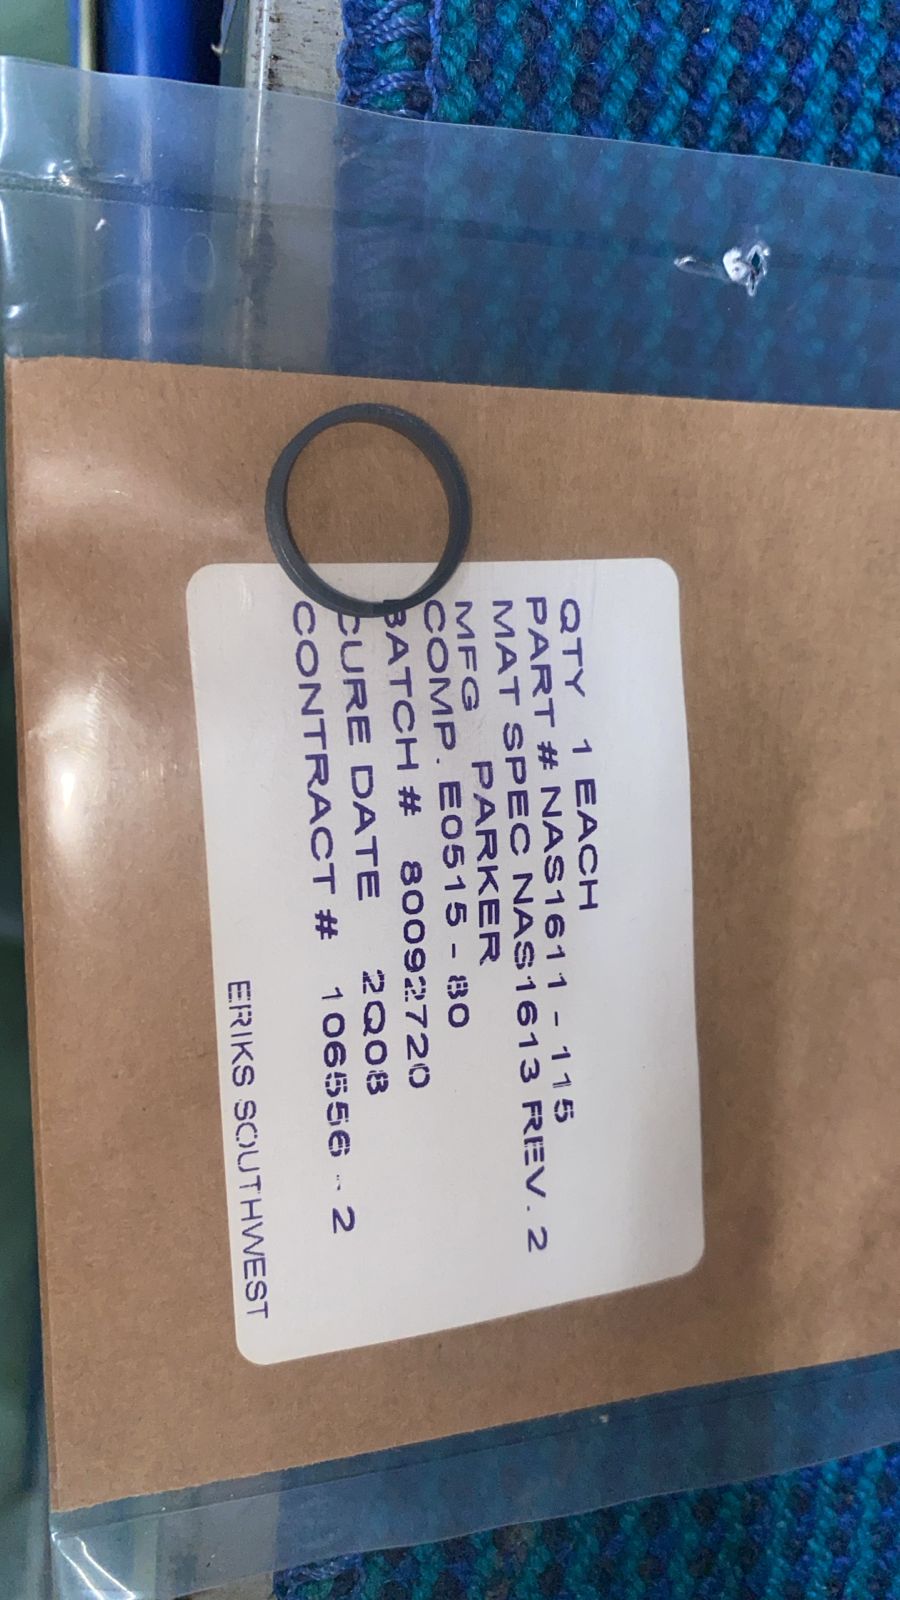 QTY 1 EACH
PART # NAS1611 - 115
MAT SPEC NAS1613 REV. 2
MFG PARKER
COMP. E0515 - 80
BATCH # 80092720
CURE DATE 2Q08
CONTRACT # 106556 - 2
ERIKS SOUTHWEST